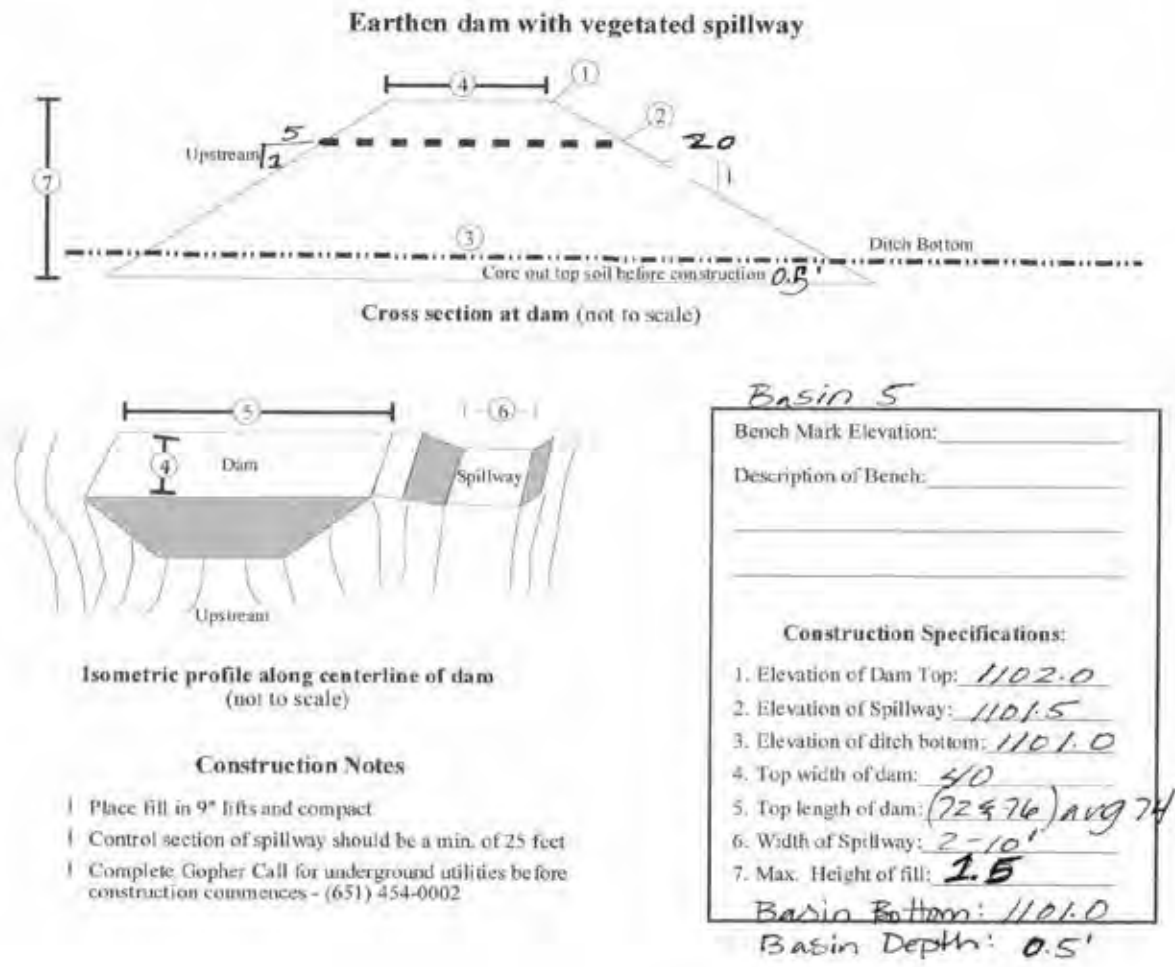 Earthen dam with vegetated spillway
4
1
2
20
5
Upstream
1
1
7
3
Ditch Bottom
Core out top soil before construction 0.5'
Cross section at dam (not to scale)
5
6
4
Dam
Spillway
Upstream
Isometric profile along centerline of dam
(not to scale)
Construction Notes
Place fill in 9" lifts and compact
Control section of spillway should be a min. of 25 feet
Complete Gopher Call for underground utilities before
construction commences - (651) 454-0002
Basin 5
Bench Mark Elevation:
Description of Bench:
Construction Specifications:
1. Elevation of Dam Top: 1102.0
2. Elevation of Spillway: 1101.5
3. Elevation of ditch bottom: 1101.0
4. Top width of dam: 40
5. Top length of dam: (72 & 76) avg 74
6. Width of Spillway: 2-10'
7. Max. Height of fill: 1.5
Basin Bottom: 1101.0
Basin Depth: 0.5'